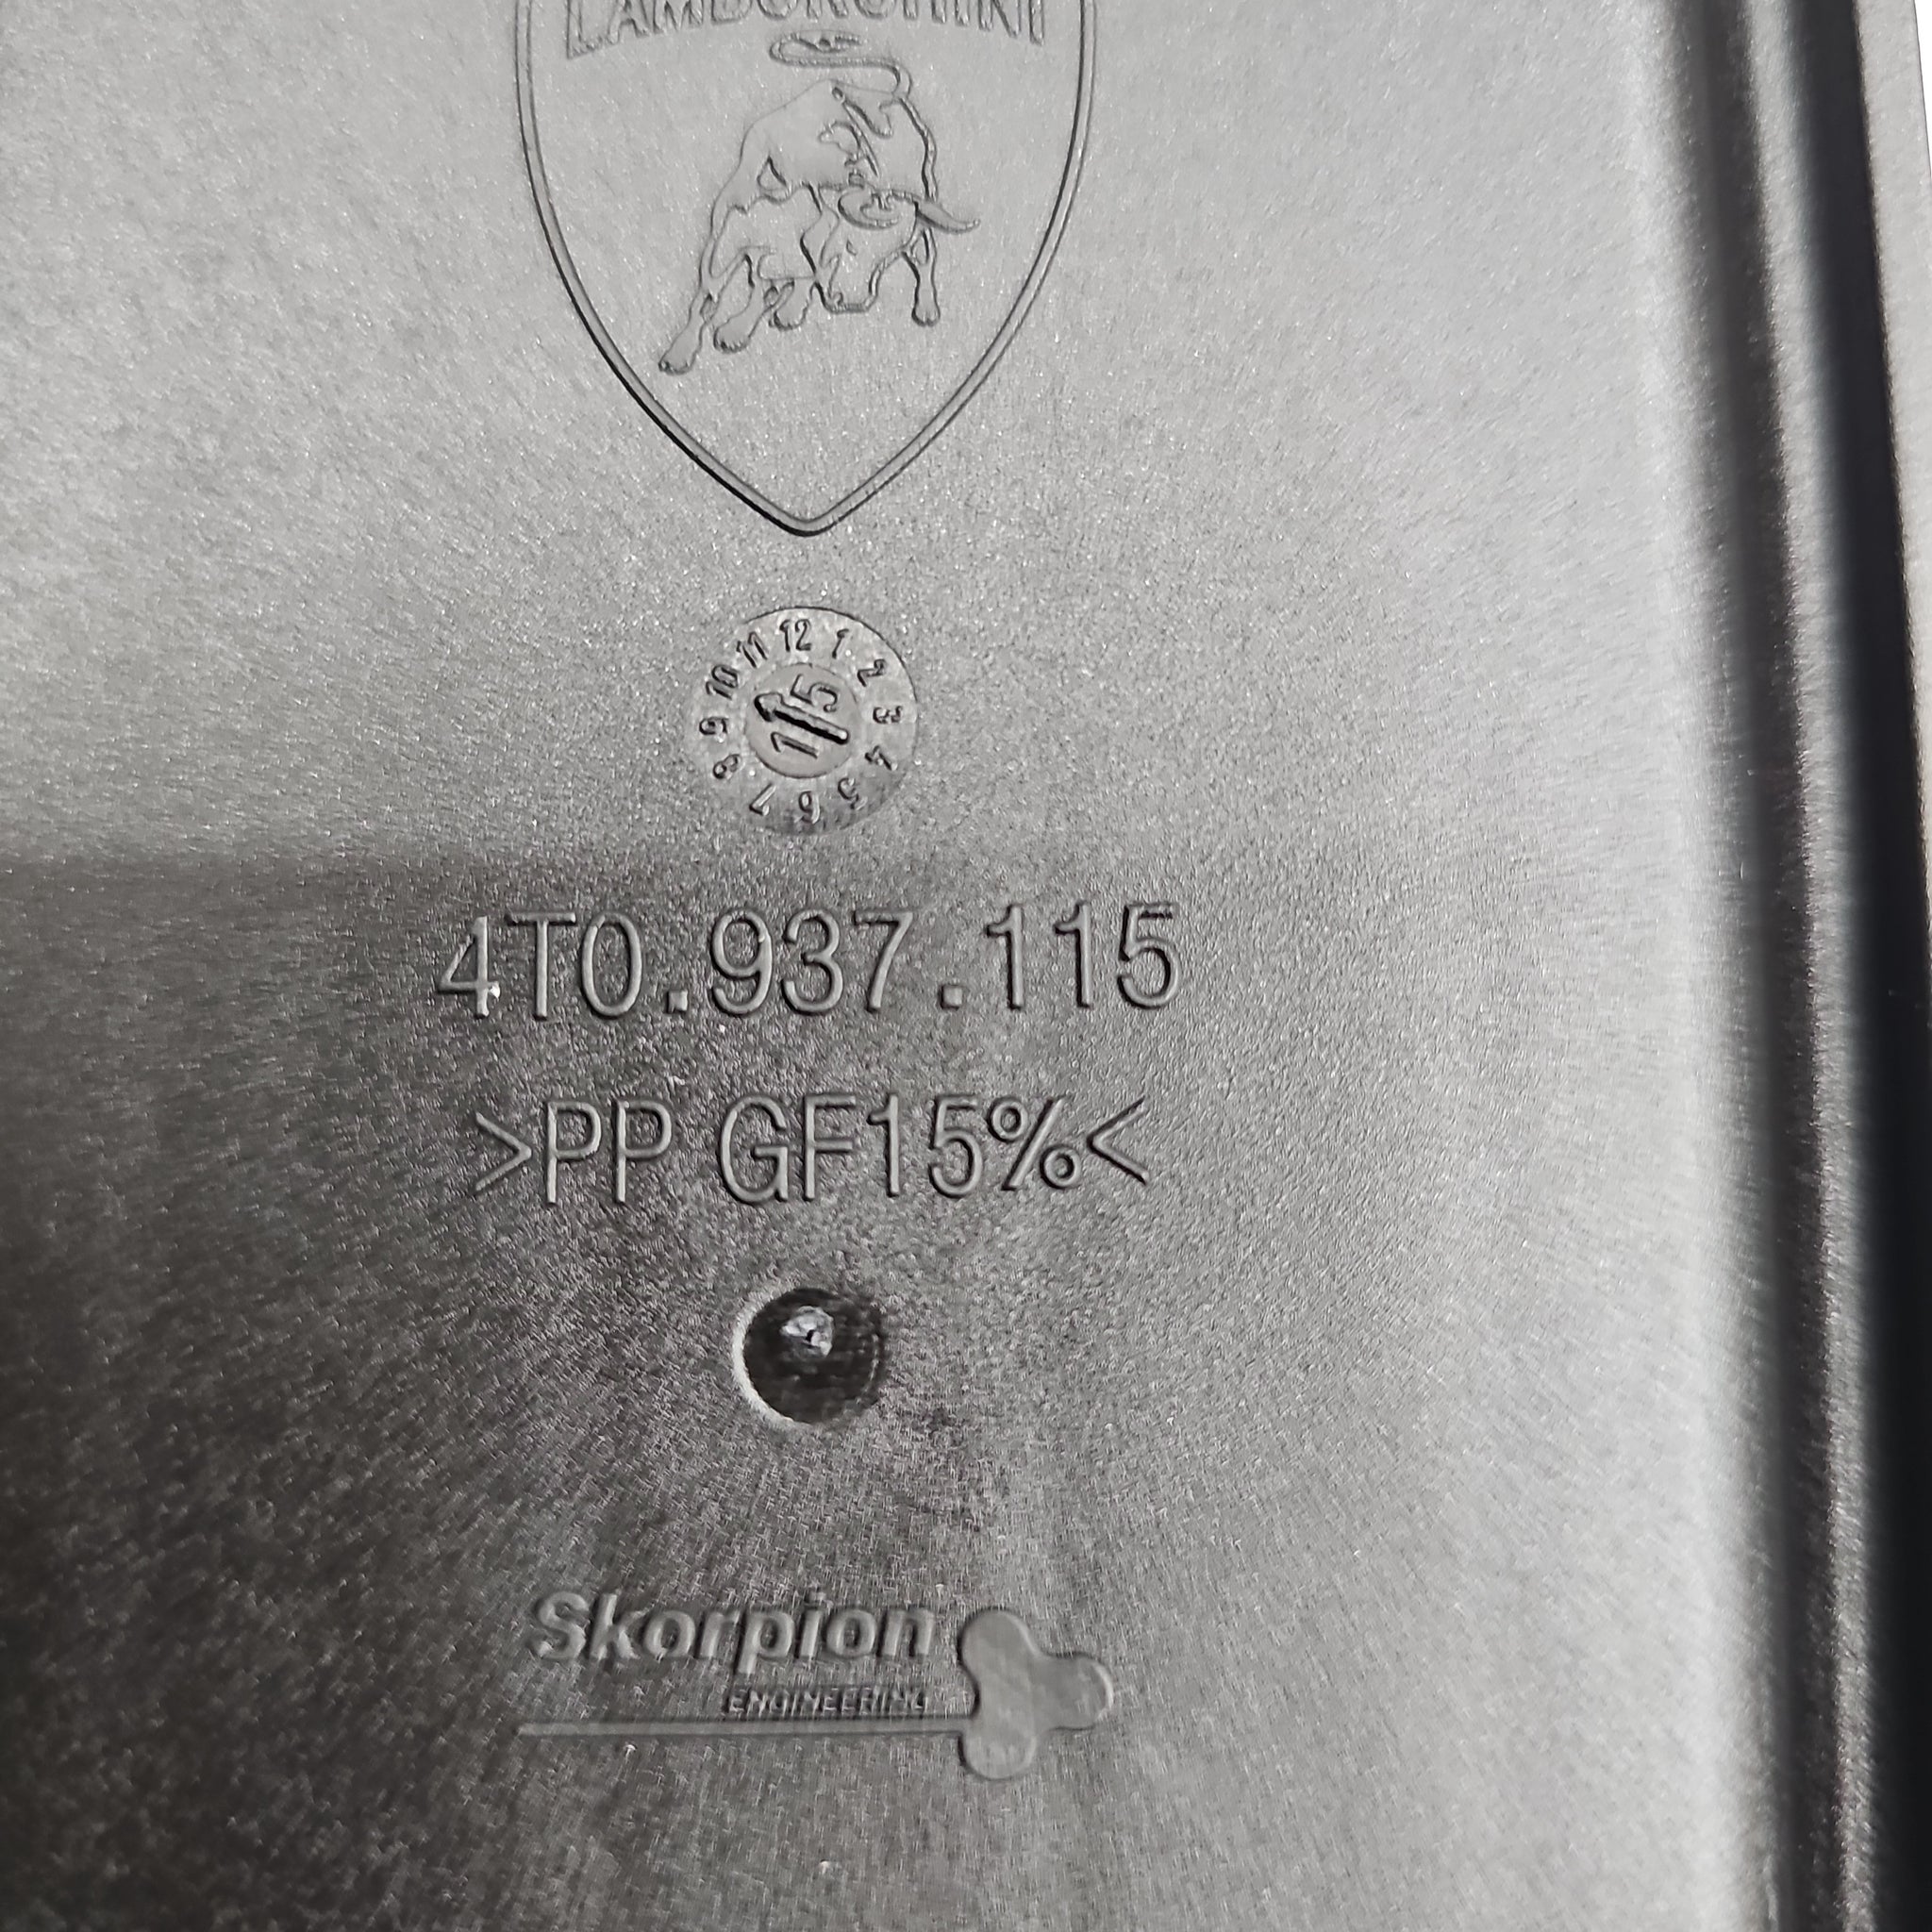 LAMBORGHINI
12 1 2 3 4 5 6 7 8 9 10 11
15
4T0.937.115
>PP GF15%<
Skorpion
ENGINEERING